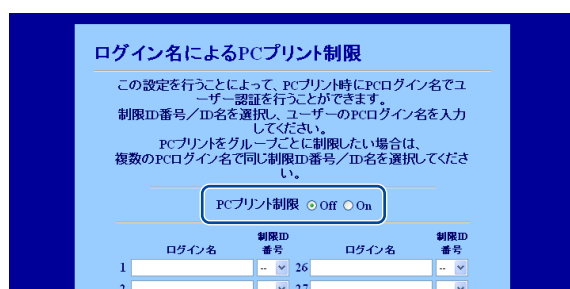 ログイン名によるPCプリント制限
この設定を行うことによって、PCプリント時にPCログイン名でユ
ーザー認証を行うことができます。
制限ID番号／ID名を選択し、ユーザーのPCログイン名を入力
してください。
PCプリントをグループごとに制限したい場合は、
複数のPCログイン名で同じ制限ID番号／ID名を選択してくださ
い。
PCプリント制限 Off On
ログイン名 制限ID番号 ログイン名 制限ID番号
1 -- 26 --
2 27